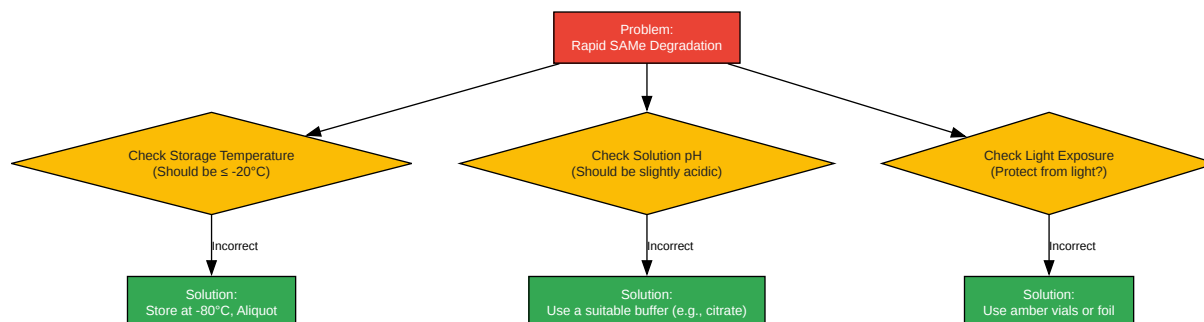 Problem:
Rapid SAMe Degradation
Check Storage Temperature
(Should be ≤ -20°C)
Check Solution pH
(Should be slightly acidic)
Check Light Exposure
(Protect from light?)
Incorrect
Incorrect
Incorrect
Solution:
Store at -80°C, Aliquot
Solution:
Use a suitable buffer (e.g., citrate)
Solution:
Use amber vials or foil